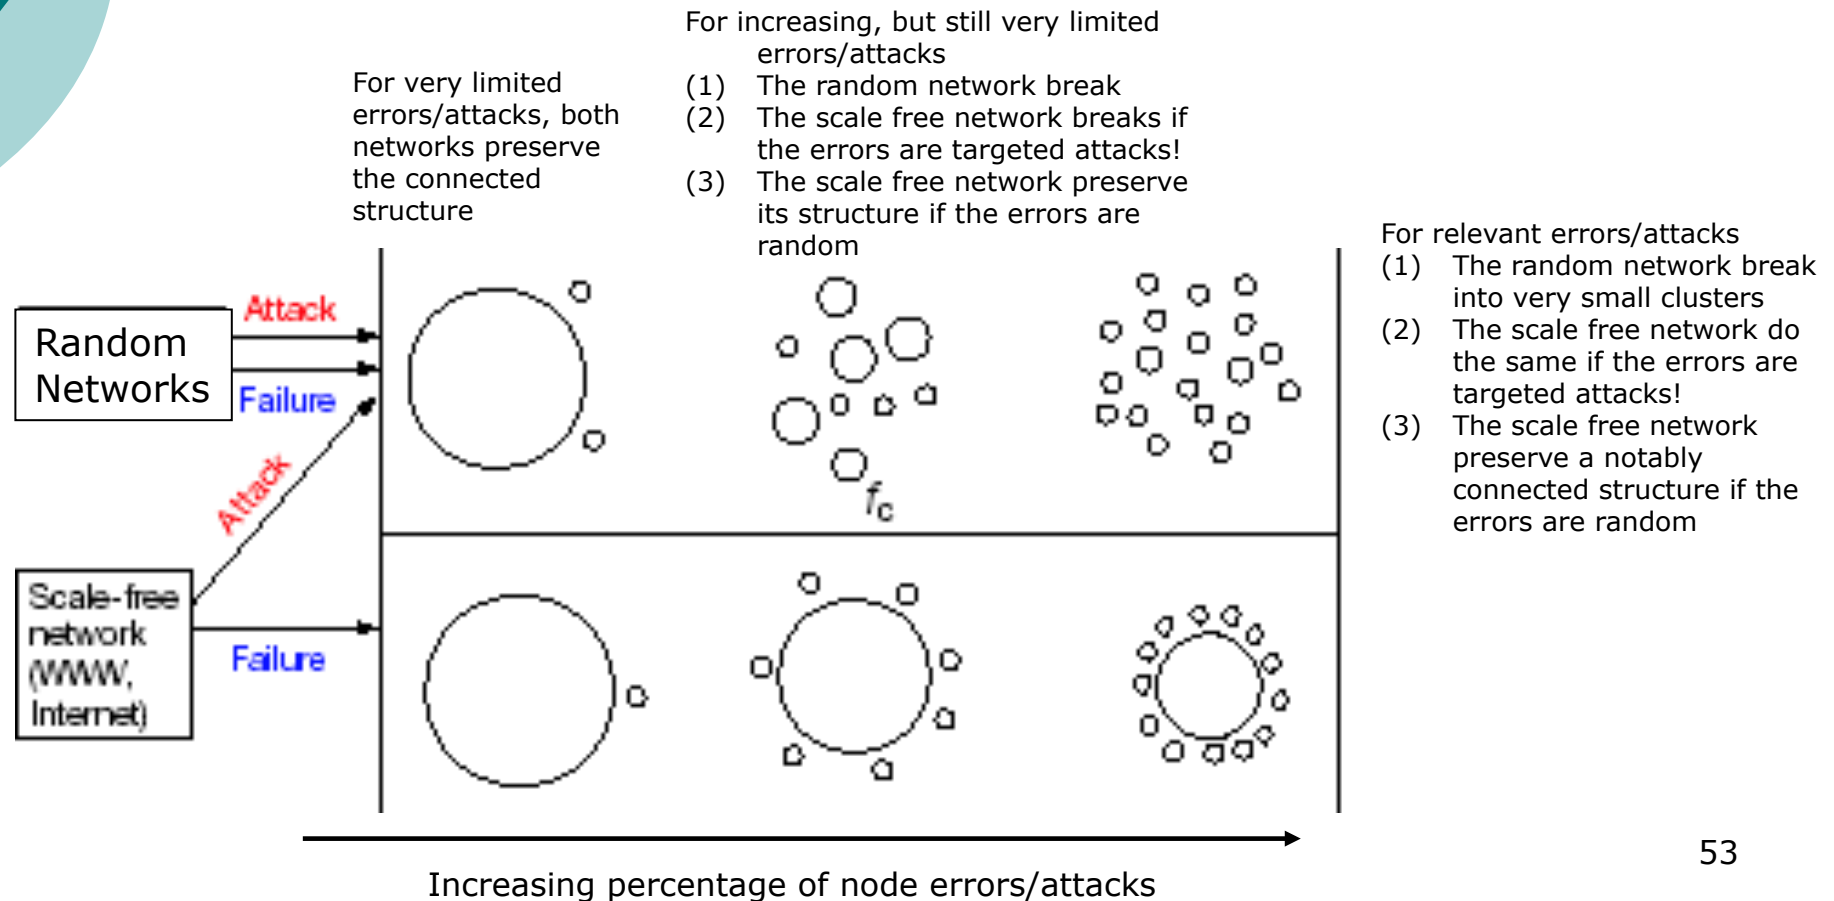 For very limited
errors/attacks, both
networks preserve
the connected
structure
For increasing, but still very limited
errors/attacks
(1) The random network break
(2) The scale free network breaks if
the errors are targeted attacks!
(3) The scale free network preserve
its structure if the errors are
random
For relevant errors/attacks
(1) The random network break
into very small clusters
(2) The scale free network do
the same if the errors are
targeted attacks!
(3) The scale free network
preserve a notably
connected structure if the
errors are random
Random
Networks
Attack
Failure
Attack
fc
Scale-free
network
(WWW,
Internet)
Failure
Increasing percentage of node errors/attacks
53